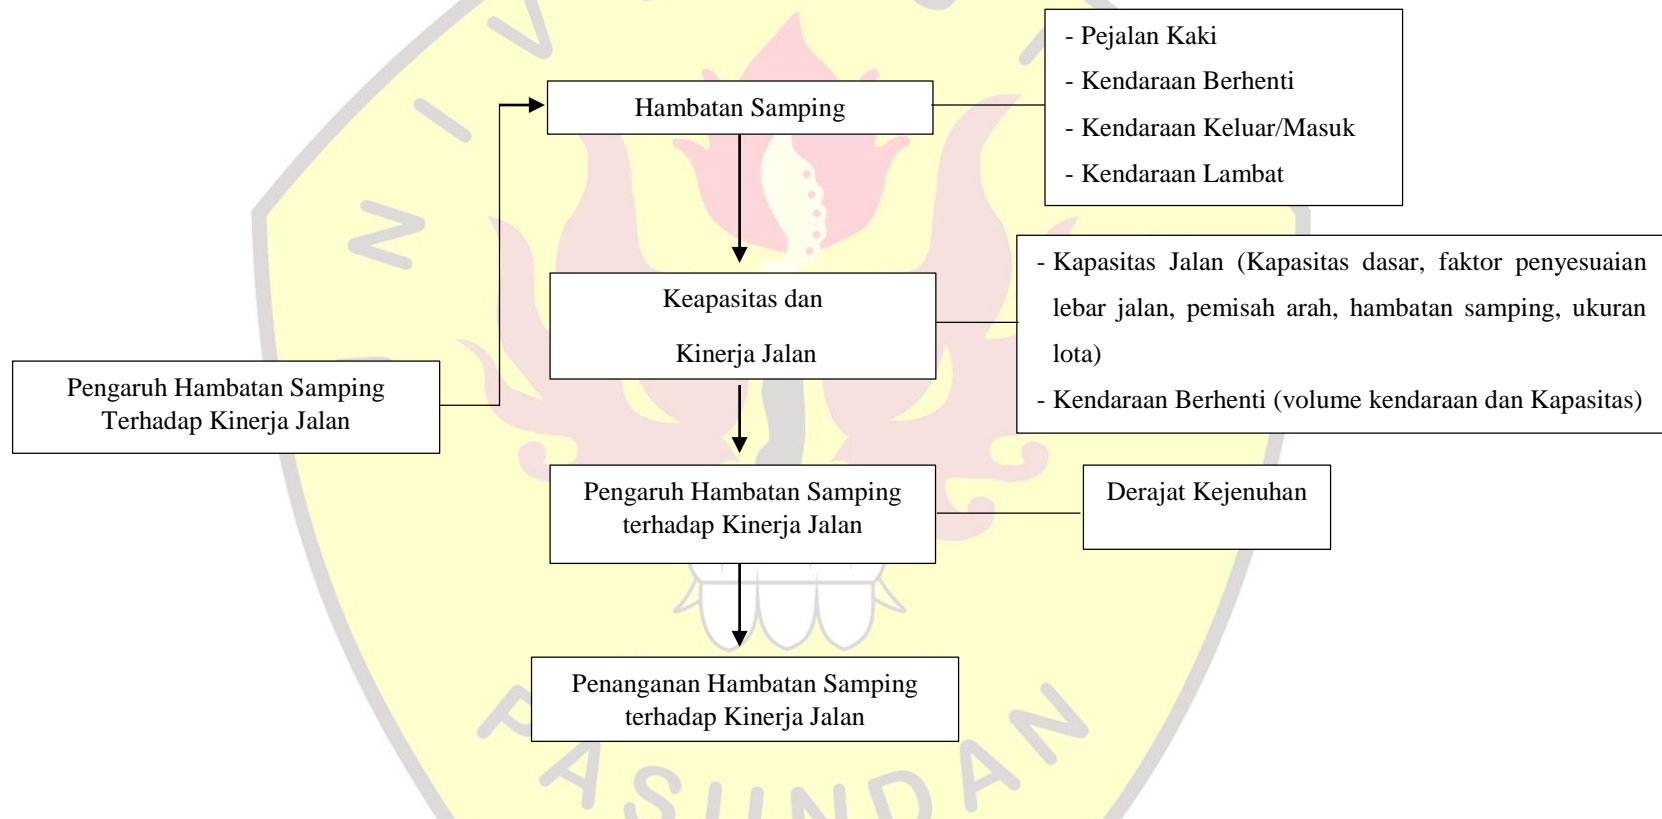 - Pejalan Kaki
- Kendaraan Berhenti
- Kendaraan Keluar/Masuk
- Kendaraan Lambat
Hambatan Samping
- Kapasitas Jalan (Kapasitas dasar, faktor penyesuaian
lebar jalan, pemisah arah, hambatan samping, ukuran
lota)
- Kendaraan Berhenti (volume kendaraan dan Kapasitas)
Keapasitas dan
Kinerja Jalan
Pengaruh Hambatan Samping
Terhadap Kinerja Jalan
Pengaruh Hambatan Samping
terhadap Kinerja Jalan
Derajat Kejenuhan
Penanganan Hambatan Samping
terhadap Kinerja Jalan
PASUNDAN